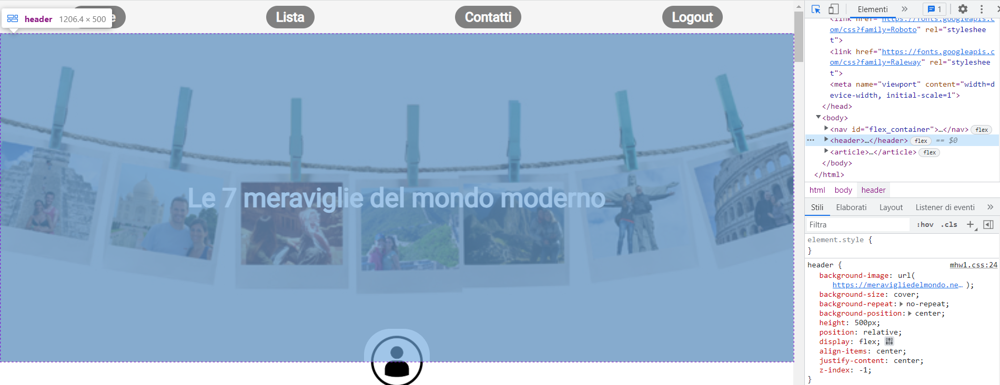 header 1206.4 × 500
e
Lista
Contatti
Logout
Le 7 meraviglie del mondo moderno
Elementi
1
<link href="https://fonts.googleapis.c
om/css?family=Roboto" rel="styleshee
t">
<link href="https://fonts.googleapis.c
om/css?family=Raleway" rel="styleshee
t">
<meta name="viewport" content="width=d
evice-width, initial-scale=1">
</head>
<body>
<nav id="flex_container">…</nav> flex
<header>…</header> flex == $0
<article>…</article> flex
</body>
</html>
html body header
Stili Elaborati Layout Listener di eventi
Filtra :hov .cls
element.style {
}
header { mhw1.css:24
background-image: url(
https://meravigliedelmondo.ne… );
background-size: cover;
background-repeat: no-repeat;
background-position: center;
height: 500px;
position: relative;
display: flex;
align-items: center;
justify-content: center;
z-index: -1;
}